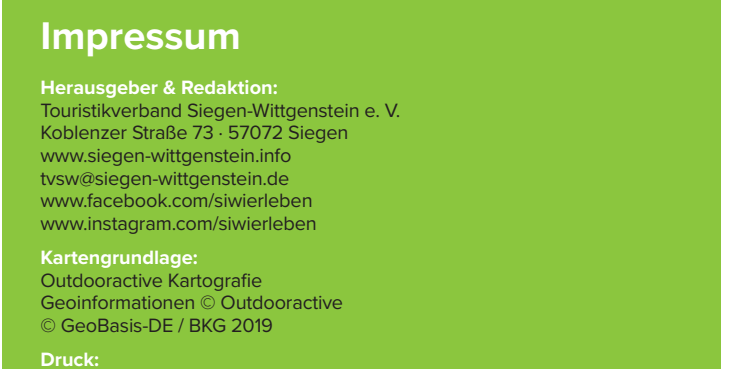 Impressum
Herausgeber & Redaktion:
Touristikverband Siegen-Wittgenstein e. V.
Koblenzer Straße 73 · 57072 Siegen
www.siegen-wittgenstein.info
tvsw@siegen-wittgenstein.de
www.facebook.com/siwierleben
www.instagram.com/siwierleben
Kartengrundlage:
Outdooractive Kartografie
Geoinformationen © Outdooractive
© GeoBasis-DE / BKG 2019
Druck: